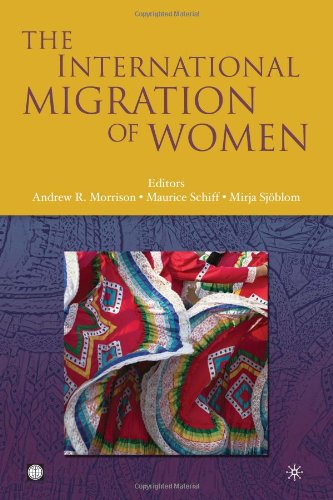 THE
INTERNATIONAL
MIGRATION
OF WOMEN
Editors
Andrew R. Morrison • Maurice Schiff • Mirja Sjöblom